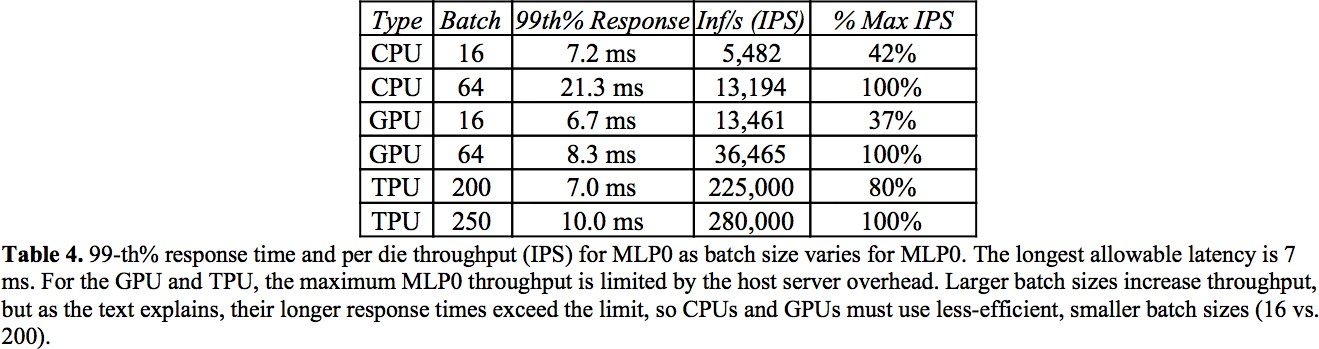 Type Batch 99th% Response Inf/s (IPS) % Max IPS
CPU 16 7.2 ms 5,482 42%
CPU 64 21.3 ms 13,194 100%
GPU 16 6.7 ms 13,461 37%
GPU 64 8.3 ms 36,465 100%
TPU 200 7.0 ms 225,000 80%
TPU 250 10.0 ms 280,000 100%
Table 4. 99-th% response time and per die throughput (IPS) for MLP0 as batch size varies for MLP0. The longest allowable latency is 7
ms. For the GPU and TPU, the maximum MLP0 throughput is limited by the host server overhead. Larger batch sizes increase throughput,
but as the text explains, their longer response times exceed the limit, so CPUs and GPUs must use less-efficient, smaller batch sizes (16 vs.
200).